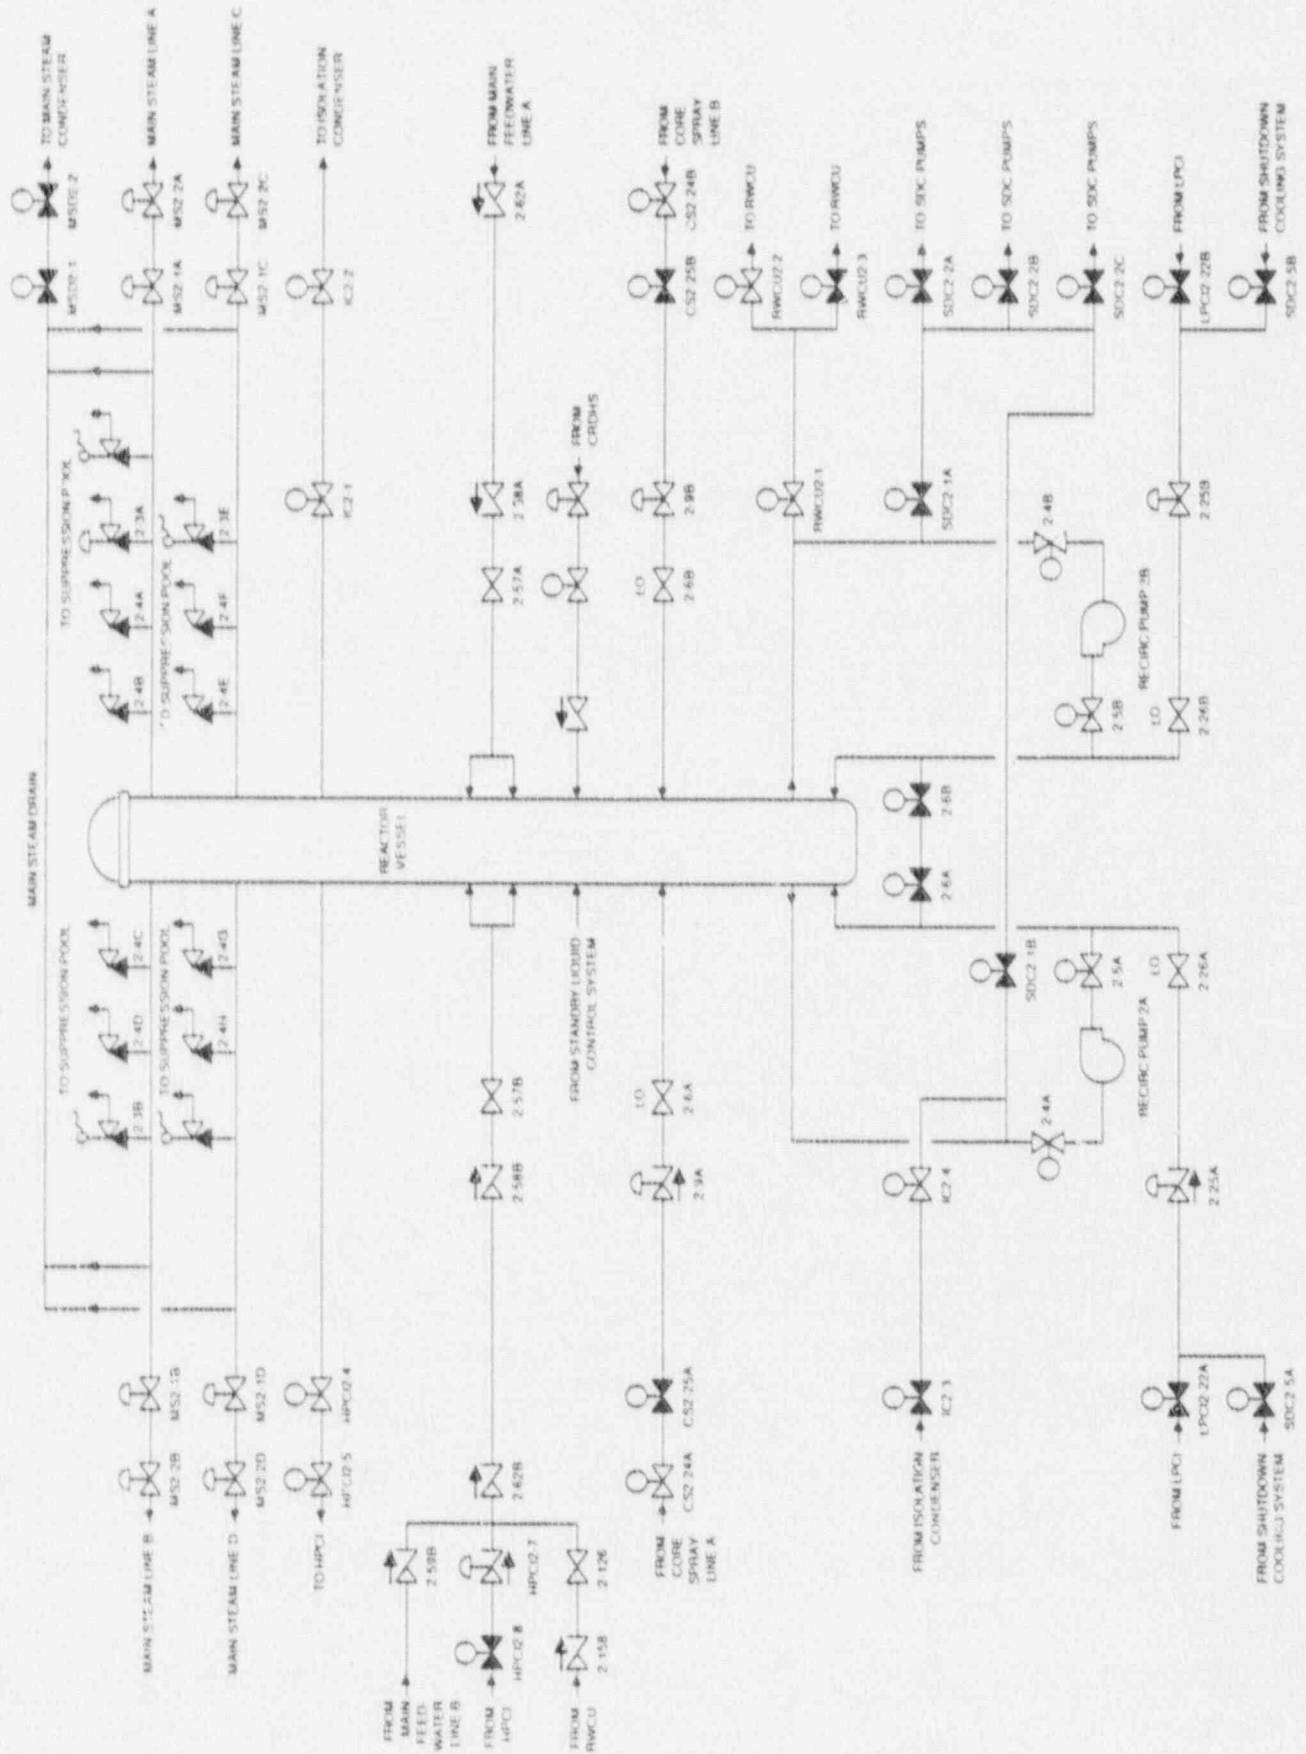 MAIN STEAM DRAIN
TO MAIN STEAM
CONDENSER
MAIN STEAM LINE A
MAIN STEAM LINE C
TO ISOLATION
CONDENSER
FROM MAIN
FEEDWATER
LINE A
FROM
CORE
SPRAY
LINE B
TO RWCU
TO RWCU
TO SDC PUMPS
TO SDC PUMPS
TO SDC PUMPS
FROM LPCI
FROM SHUTDOWN
COOLING SYSTEM
MS2 2A
MS2 2C
IC2-2
2-62A
CS2 24B
MS2 1A
MS2 1C
CS2 25B
RWCU2 2
RWCU2-3
SDC2-2A
SDC2-2B
SDC2-2C
LPCI2-22B
SDC2-5B
TO SUPPRESSION POOL
TO SUPPRESSION POOL
2-3A
2-4A
2-4B
2-3E
2-4F
2-4E
IC2-1
2-57A
FROM
CRDHS
2-9B
LO
2-6B
RWCU2-1
SDC2-1A
2-4B
RECIRC PUMP 2B
2-5B
2-25B
LO
2-26B
REACTOR
VESSEL
2-6B
2-6A
TO SUPPRESSION POOL
TO SUPPRESSION POOL
2-4C
2-4D
2-3B
2-4G
2-4H
FROM STANDBY LIQUID
CONTROL SYSTEM
2-57B
2-58B
LO
2-6A
2-9A
SDC2 1B
2-5A
LO
2-26A
RECIRC PUMP 2A
2-4A
IC2-4
2-25A
MS2-1B
MS2-1D
HPCI2-4
CS2 25A
IC2-3
LPCI2-22A
SDC2-5A
MS2 2B
MS2-2D
HPCI2-5
2-62B
CS2 24A
MAIN STEAM LINE B
MAIN STEAM LINE D
TO HPCI
2-59B
HPCI2-7
2-126
FROM
CORE
SPRAY
LINE A
FROM ISOLATION
CONDENSER
FROM LPCI
FROM SHUTDOWN
COOLING SYSTEM
HPCI2-8
2-158
FROM
MAIN
FEED-
WATER
LINE B
FROM
HPCI
FROM
RWCU